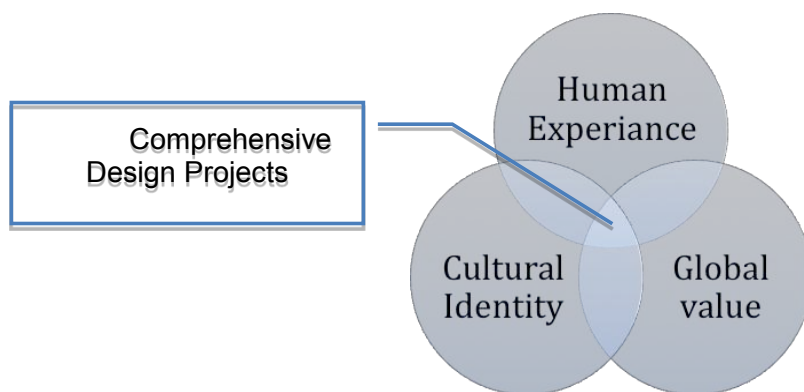 Comprehensive
Design Projects
Human
Experiance
Cultural
Identity
Global
value